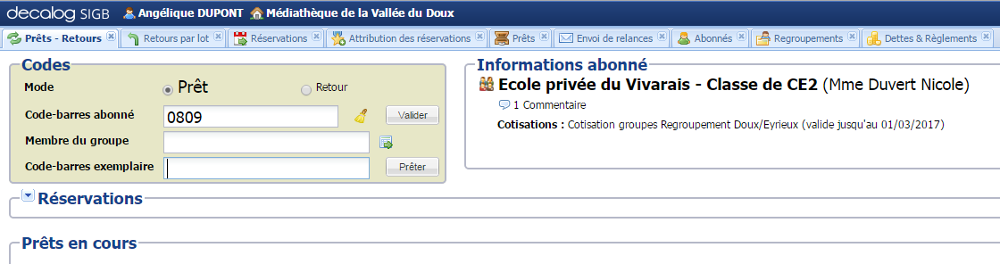 decalog SIGB Angélique DUPONT Médiathèque de la Vallée du Doux
Prêts - Retours Retours par lot Réservations Attribution des réservations Prêts Envoi de relances Abonnés Regroupements Dettes & Règlements
Codes
Mode Prêt Retour
Code-barres abonné 0809 Valider
Membre du groupe
Code-barres exemplaire Prêter
Informations abonné
Ecole privée du Vivarais - Classe de CE2 (Mme Duvert Nicole)
1 Commentaire
Cotisations : Cotisation groupes Regroupement Doux/Eyrieux (valide jusqu'au 01/03/2017)
Réservations
Prêts en cours